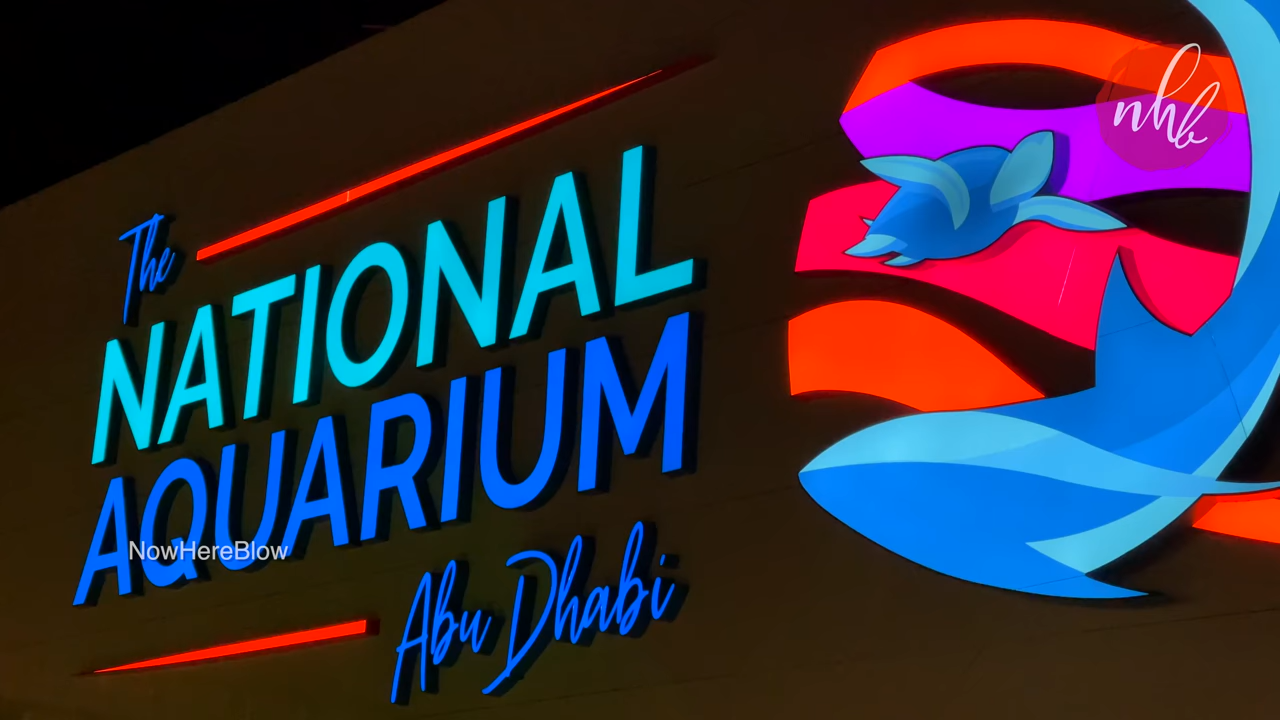 nhb
The
NATIONAL
AQUARIUM
NowHereBlow
Abu Dhabi